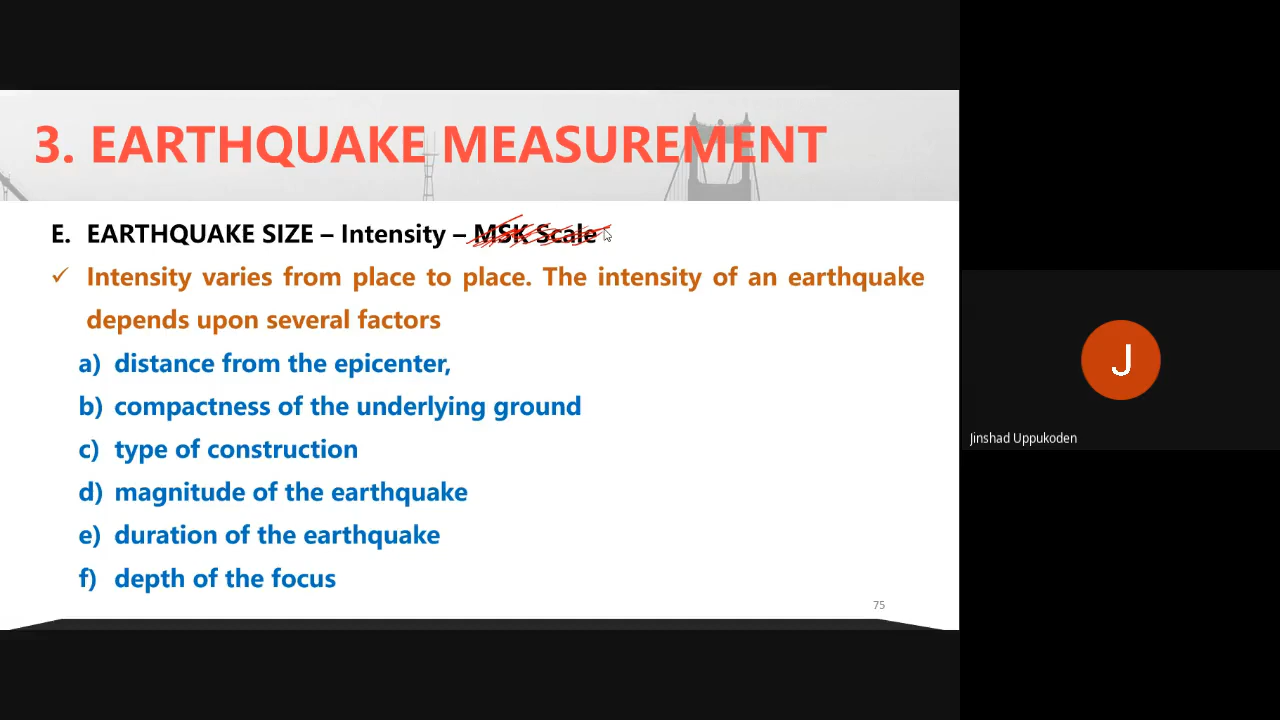 3. EARTHQUAKE MEASUREMENT
E. EARTHQUAKE SIZE – Intensity – MSK Scale
✓ Intensity varies from place to place. The intensity of an earthquake
depends upon several factors
a) distance from the epicenter,
b) compactness of the underlying ground
c) type of construction
d) magnitude of the earthquake
e) duration of the earthquake
f) depth of the focus
75
J
Jinshad Uppukoden